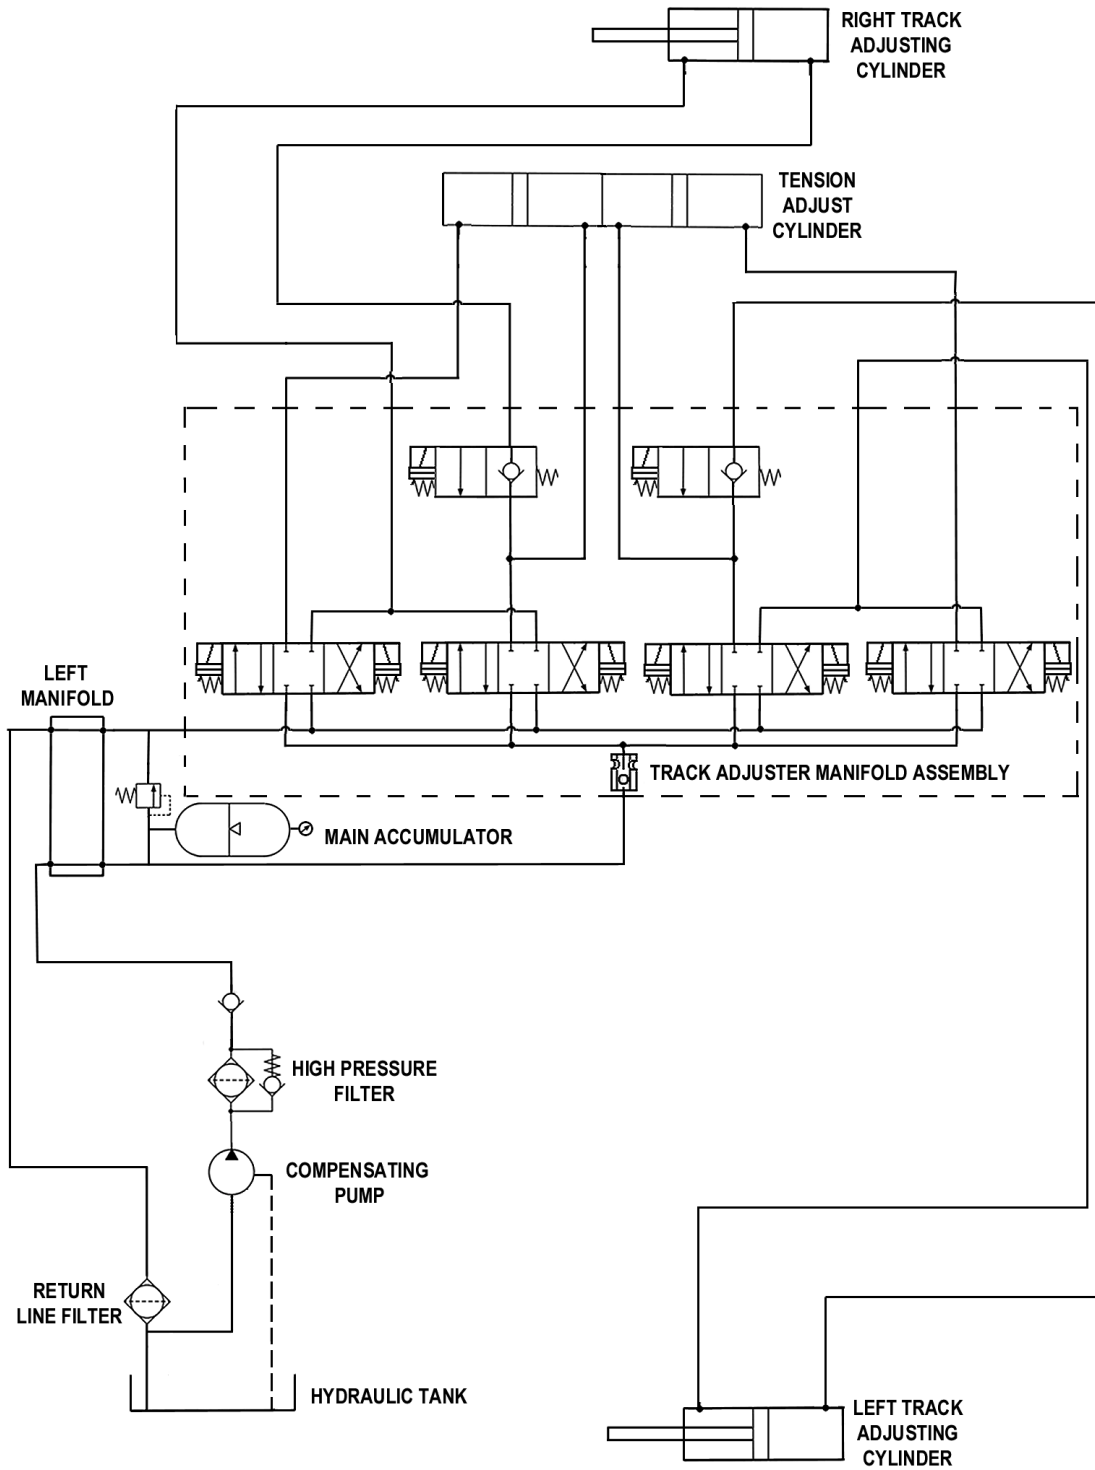 RIGHT TRACK
ADJUSTING
CYLINDER
TENSION
ADJUST
CYLINDER
LEFT
MANIFOLD
TRACK ADJUSTER MANIFOLD ASSEMBLY
MAIN ACCUMULATOR
HIGH PRESSURE
FILTER
COMPENSATING
PUMP
RETURN
LINE FILTER
HYDRAULIC TANK
LEFT TRACK
ADJUSTING
CYLINDER